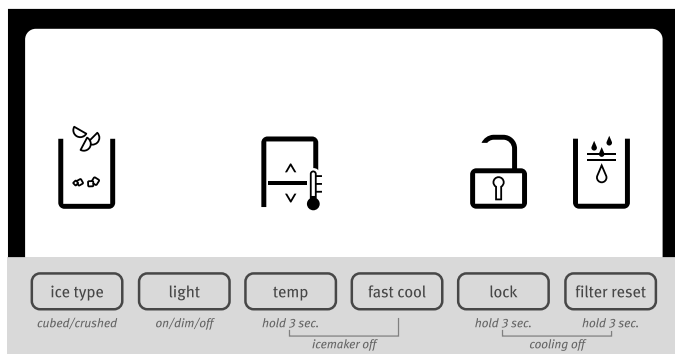 ice type light temp fast cool lock filter reset
cubed/crushed on/dim/off hold 3 sec. hold 3 sec. hold 3 sec.
icemaker off cooling off